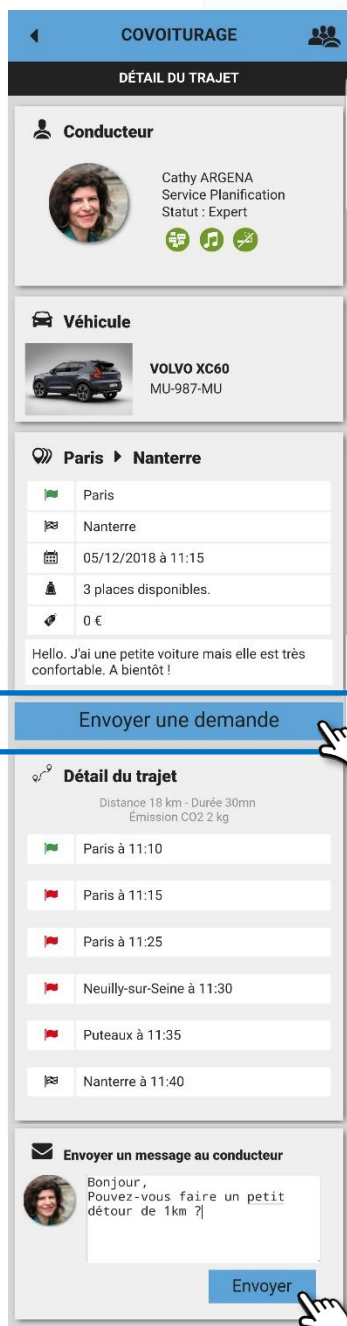 COVOITURAGE
DÉTAIL DU TRAJET
Conducteur
Cathy ARGENA
Service Planification
Statut : Expert
Véhicule
VOLVO XC60
MU-987-MU
Paris Nanterre
Paris
Nanterre
05/12/2018 à 11:15
3 places disponibles.
0 €
Hello. J'ai une petite voiture mais elle est très
confortable. A bientôt !
Envoyer une demande
Détail du trajet
Distance 18 km - Durée 30mn
Émission CO2 2 kg
Paris à 11:10
Paris à 11:15
Paris à 11:25
Neuilly-sur-Seine à 11:30
Puteaux à 11:35
Nanterre à 11:40
Envoyer un message au conducteur
Bonjour,
Pouvez-vous faire un petit
détour de 1km ?
Envoyer